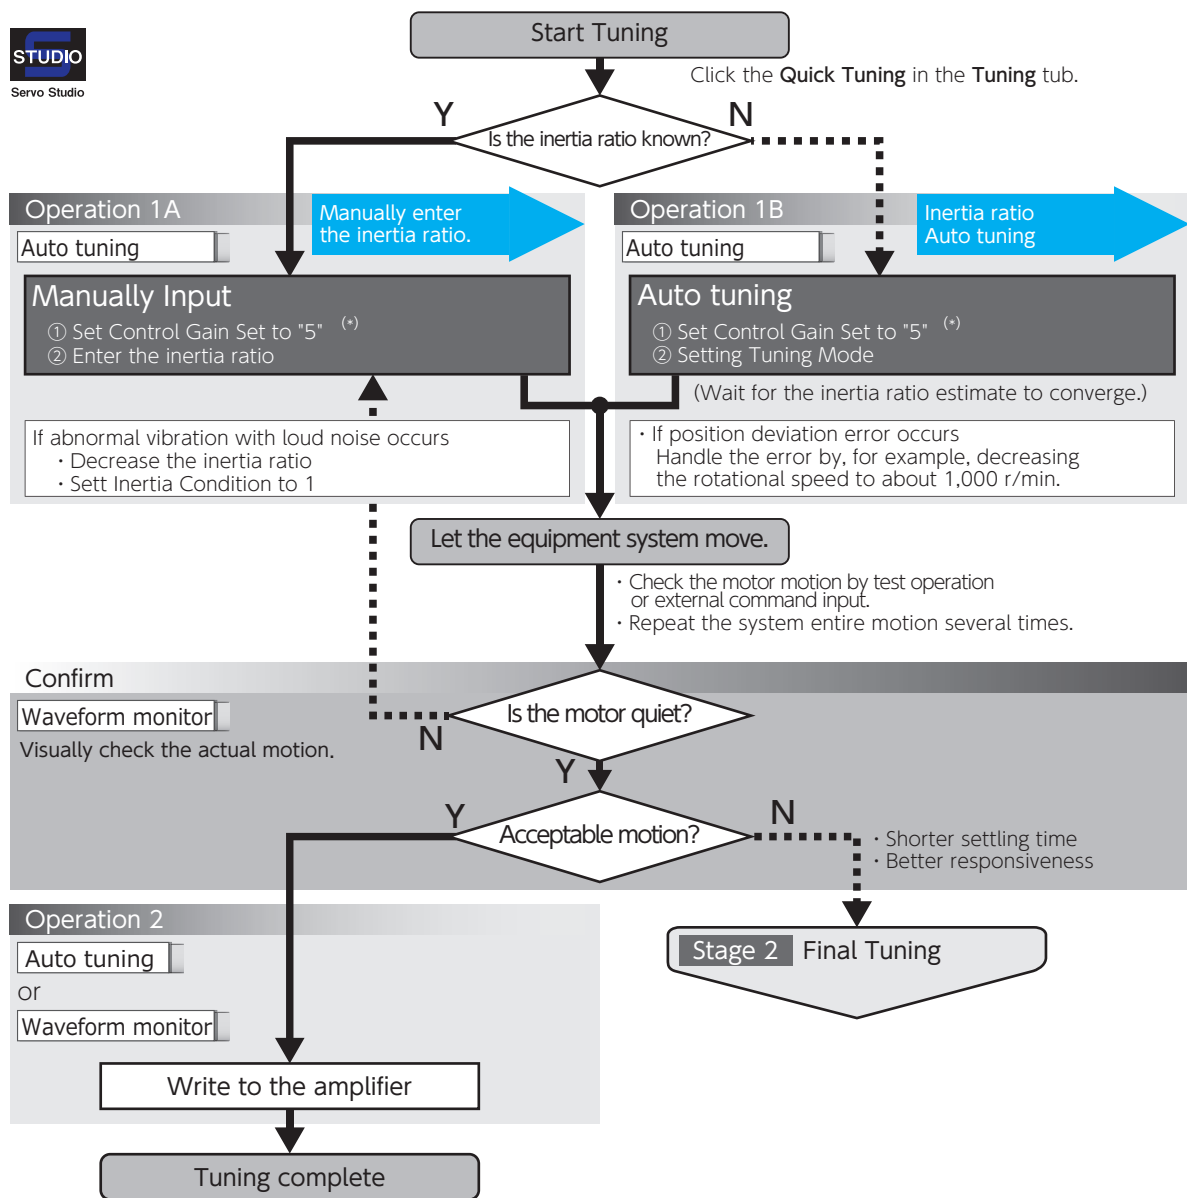 STUDIO
Servo Studio
Start Tuning
Click the Quick Tuning in the Tuning tub.
Y
N
Is the inertia ratio known?
Operation 1A
Manually enter
the inertia ratio.
Auto tuning
Manually Input
① Set Control Gain Set to "5" (*)
② Enter the inertia ratio
If abnormal vibration with loud noise occurs
・Decrease the inertia ratio
・Sett Inertia Condition to 1
Operation 1B
Inertia ratio
Auto tuning
Auto tuning
Auto tuning
① Set Control Gain Set to "5" (*)
② Setting Tuning Mode
(Wait for the inertia ratio estimate to converge.)
・If position deviation error occurs
Handle the error by, for example, decreasing
the rotational speed to about 1,000 r/min.
Let the equipment system move.
・Check the motor motion by test operation
or external command input.
・Repeat the system entire motion several times.
Confirm
Waveform monitor
Visually check the actual motion.
Is the motor quiet?
N
Y
Y
Acceptable motion?
N
・Shorter settling time
・Better responsiveness
Operation 2
Auto tuning
or
Waveform monitor
Stage 2 Final Tuning
Write to the amplifier
Tuning complete